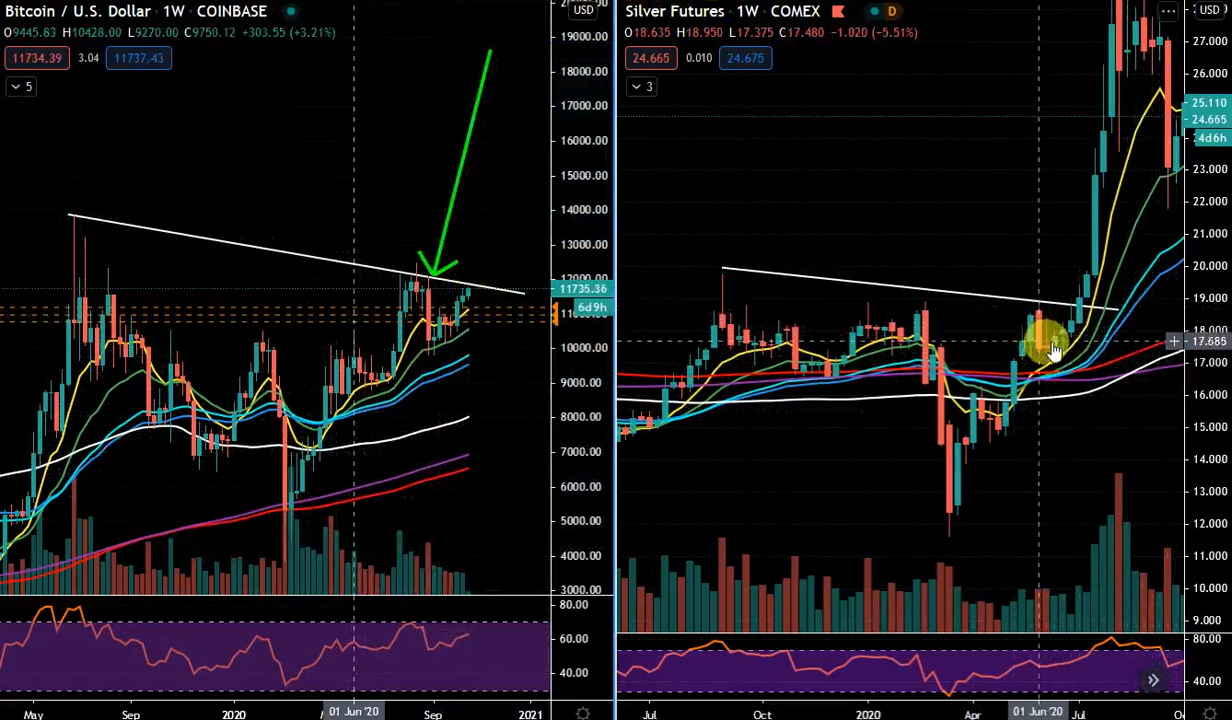 Bitcoin / U.S. Dollar · 1W · COINBASE
O9445.83 H10428.00 L9270.00 C9750.12 +303.55 (+3.21%)
11734.39 3.04 11737.43
5
USD
19000.00
18000.00
17000.00
16000.00
15000.00
14000.00
13000.00
12000.00
11735.36
6d9h
11000.00
10000.00
9000.00
8000.00
7000.00
6000.00
5000.00
4000.00
3000.00
80.00
60.00
40.00
May
Sep
2020
01 Jun '20
Sep
2021
Silver Futures · 1W · COMEX D
O18.635 H18.950 L17.375 C17.480 -1.020 (-5.51%)
24.665 0.010 24.675
3
USD
27.000
26.000
25.110
24.665
4d6h
23.000
22.000
21.000
20.000
19.000
18.000
17.685
17.000
16.000
15.000
14.000
13.000
12.000
11.000
10.000
9.000
80.00
40.00
Jul
Oct
2020
Apr
01 Jun '20
Jul